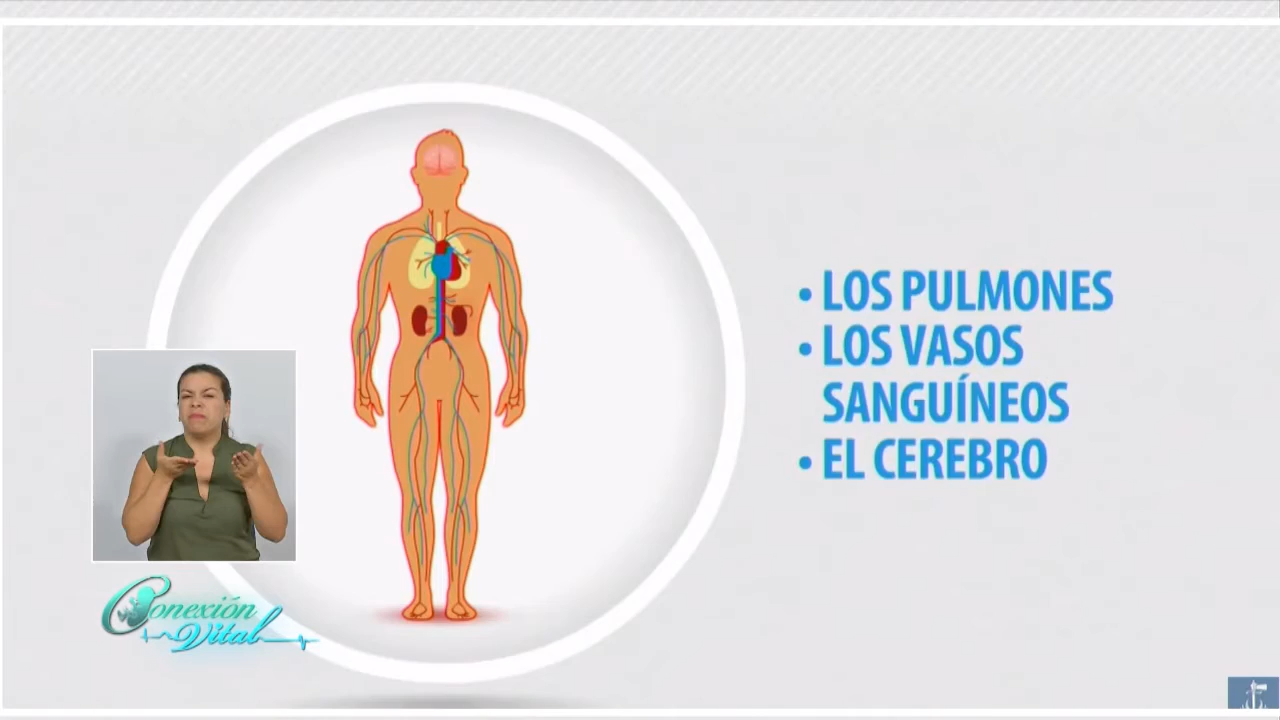 • LOS PULMONES
• LOS VASOS
SANGUÍNEOS
• EL CEREBRO
Conexión
Vital